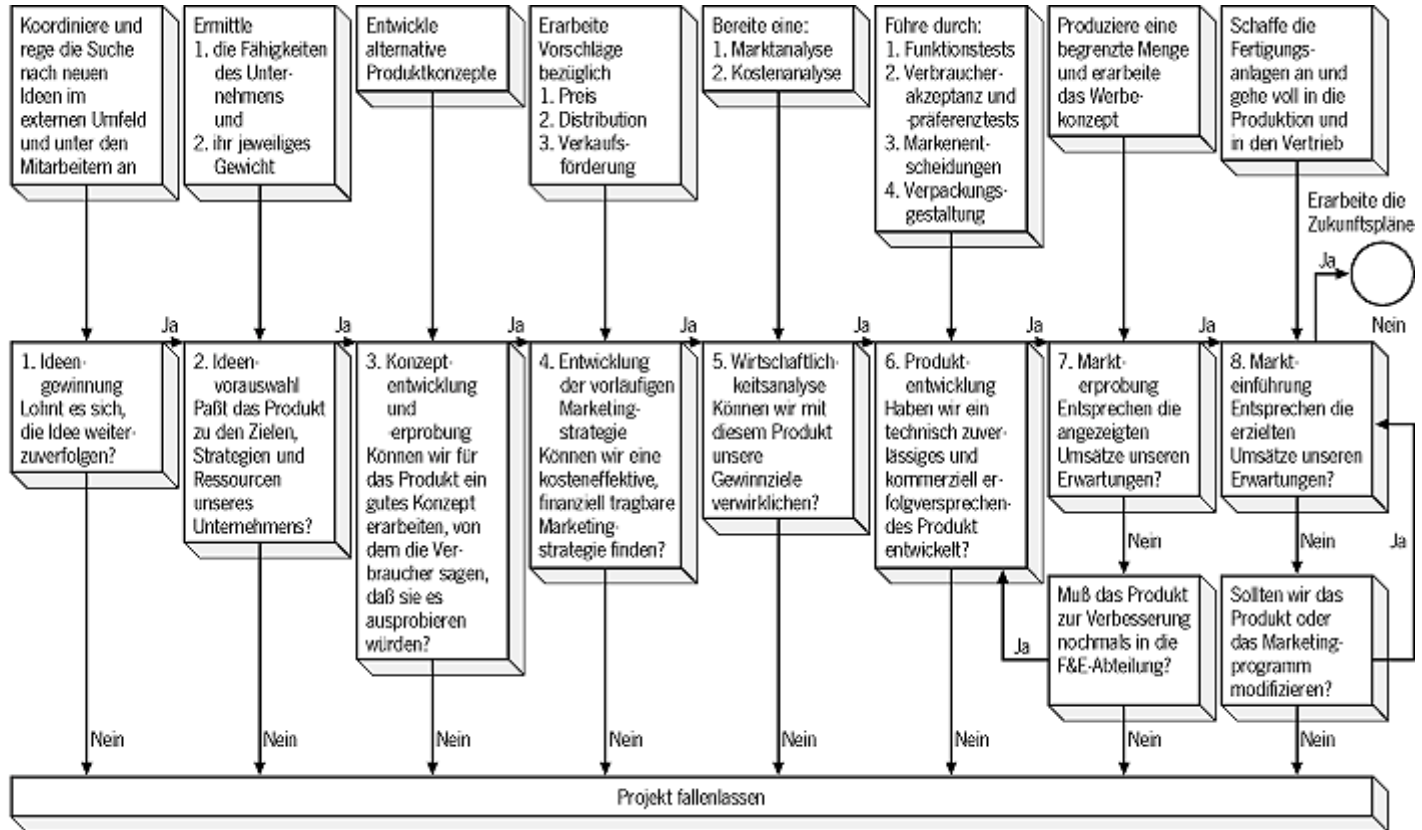 Koordiniere und
rege die Suche
nach neuen
Ideen im
externen Umfeld
und unter den
Mitarbeitern an
Ermittle
1. die Fähigkeiten
des Unter-
nehmens
und
2. ihr jeweiliges
Gewicht
Entwickle
alternative
Produktkonzepte
Erarbeite
Vorschläge
bezüglich
1. Preis
2. Distribution
3. Verkaufs-
förderung
Bereite eine:
1. Marktanalyse
2. Kostenanalyse
Führe durch:
1. Funktionstests
2. Verbraucher-
akzeptanz und
-präferenztests
3. Markenent-
scheidungen
4. Verpackungs-
gestaltung
Produziere eine
begrenzte Menge
und erarbeite
das Werbe-
konzept
Schaffe die
Fertigungs-
anlagen an und
gehe voll in die
Produktion und
in den Vertrieb
Erarbeite die
Zukunftspläne
Ja
Nein
Ja
Ja
Ja
Ja
Ja
Ja
Ja
1. Ideen-
gewinnung
Lohnt es sich,
die Idee weiter-
zuverfolgen?
2. Ideen-
vorauswahl
Paßt das Produkt
zu den Zielen,
Strategien und
Ressourcen
unseres
Unternehmens?
3. Konzept-
entwicklung
und
-erprobung
Können wir für
das Produkt ein
gutes Konzept
erarbeiten, von
dem die Ver-
braucher sagen,
daß sie es
ausprobieren
würden?
4. Entwicklung
der vorläufigen
Marketing-
strategie
Können wir eine
kosteneffektive,
finanziell tragbare
Marketing-
strategie finden?
5. Wirtschaftlich-
keitsanalyse
Können wir mit
diesem Produkt
unsere
Gewinnziele
verwirklichen?
6. Produkt-
entwicklung
Haben wir ein
technisch zuver-
lässiges und
kommerziell er-
folgversprechen-
des Produkt
entwickelt?
7. Markt-
erprobung
Entsprechen die
angezeigten
Umsätze unseren
Erwartungen?
8. Markt-
einführung
Entsprechen die
erzielten
Umsätze unseren
Erwartungen?
Nein
Nein
Ja
Muß das Produkt
zur Verbesserung
nochmals in die
F&E-Abteilung?
Ja
Sollten wir das
Produkt oder
das Marketing-
programm
modifizieren?
Nein
Nein
Nein
Nein
Nein
Nein
Nein
Nein
Projekt fallenlassen